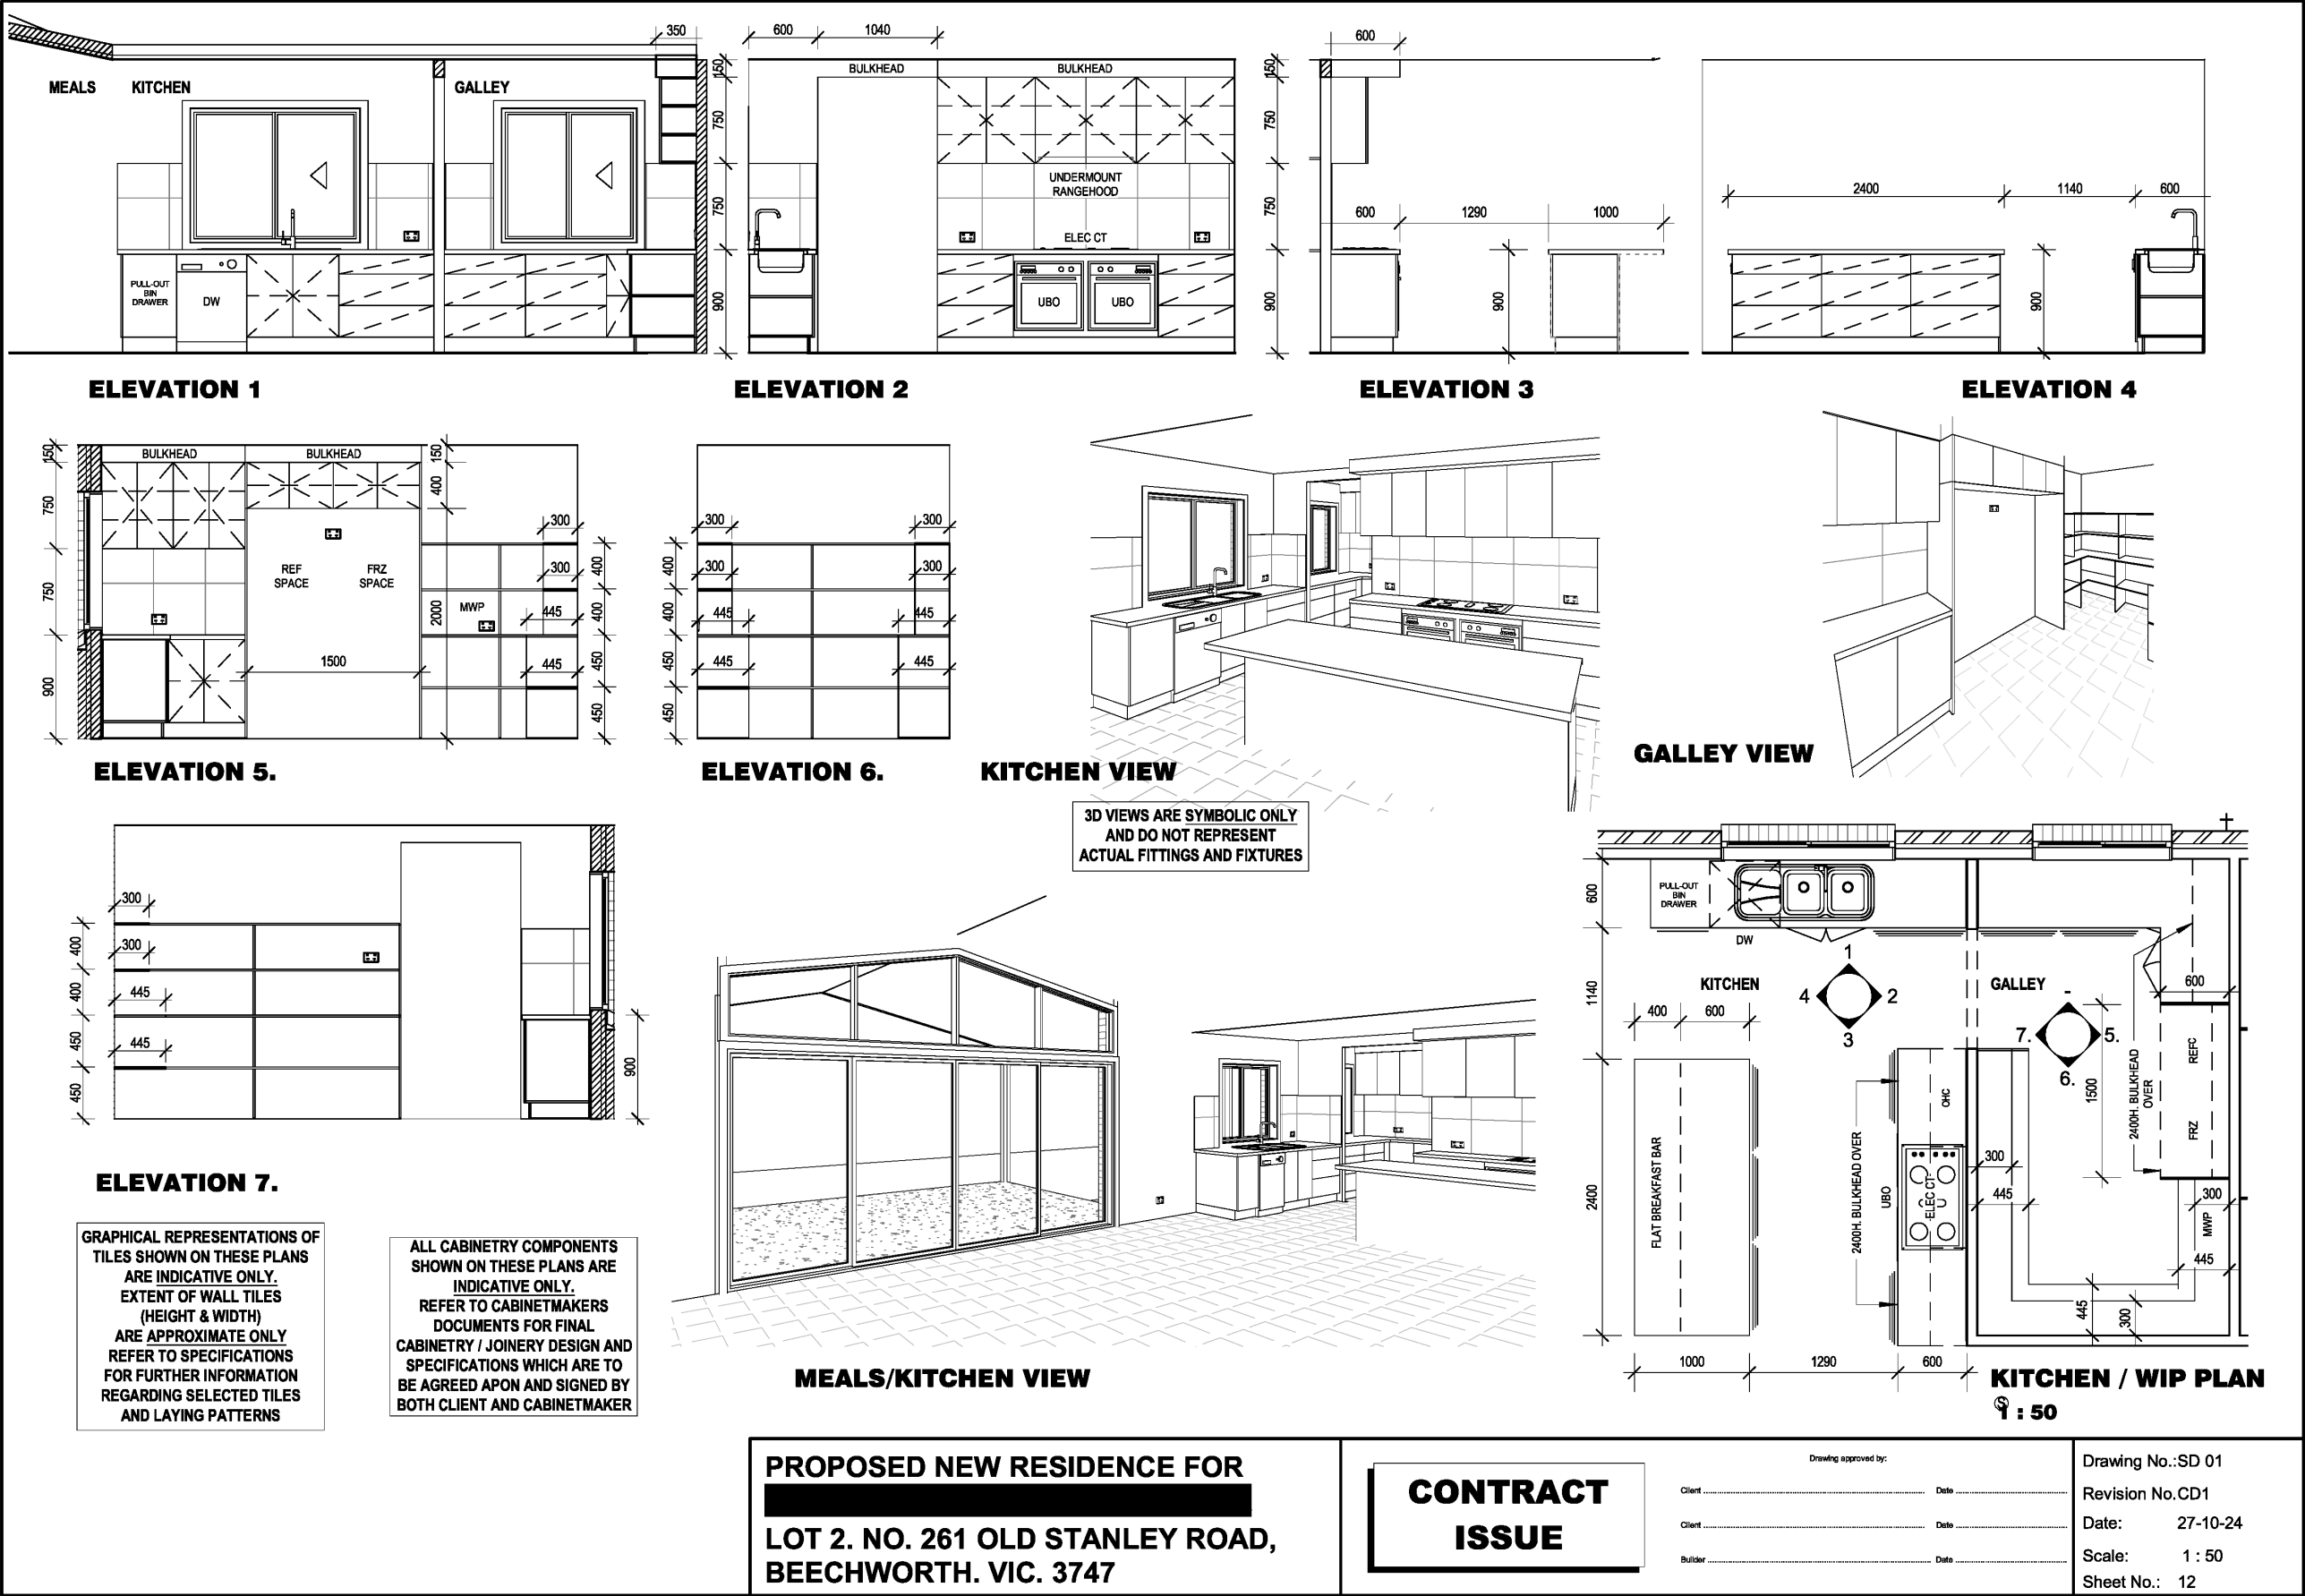 350
MEALS
KITCHEN
GALLEY
PULL-OUT
BIN
DRAWER
DW
150
750
750
900
ELEVATION 1
600
1040
BULKHEAD
BULKHEAD
UNDERMOUNT
RANGEHOOD
ELEC CT
UBO
UBO
ELEVATION 2
150
750
750
900
600
600
1290
1000
900
ELEVATION 3
2400
1140
600
900
ELEVATION 4
150
750
750
900
BULKHEAD
BULKHEAD
150
400
2000
REF
SPACE
FRZ
SPACE
1500
MWP
300
300
445
445
400
400
450
450
ELEVATION 5.
300
300
300
300
445
445
445
445
400
400
450
450
ELEVATION 6.
KITCHEN VIEW
3D VIEWS ARE SYMBOLIC ONLY
AND DO NOT REPRESENT
ACTUAL FITTINGS AND FIXTURES
GALLEY VIEW
300
300
445
445
400
400
450
450
900
ELEVATION 7.
GRAPHICAL REPRESENTATIONS OF
TILES SHOWN ON THESE PLANS
ARE INDICATIVE ONLY.
EXTENT OF WALL TILES
(HEIGHT & WIDTH)
ARE APPROXIMATE ONLY
REFER TO SPECIFICATIONS
FOR FURTHER INFORMATION
REGARDING SELECTED TILES
AND LAYING PATTERNS
ALL CABINETRY COMPONENTS
SHOWN ON THESE PLANS ARE
INDICATIVE ONLY.
REFER TO CABINETMAKERS
DOCUMENTS FOR FINAL
CABINETRY / JOINERY DESIGN AND
SPECIFICATIONS WHICH ARE TO
BE AGREED APON AND SIGNED BY
BOTH CLIENT AND CABINETMAKER
MEALS/KITCHEN VIEW
600
1140
2400
PULL-OUT
BIN
DRAWER
DW
KITCHEN
1
4
2
3
400
600
FLAT BREAKFAST BAR
2400H. BULKHEAD OVER
UBO
OHC
ELEC CT
GALLEY
-
7.
5.
6.
600
1500
2400H. BULKHEAD
OVER
REFC
FRZ
300
445
300
MWP
445
445
300
1000
1290
600
KITCHEN / WIP PLAN
S
1 : 50
PROPOSED NEW RESIDENCE FOR
LOT 2. NO. 261 OLD STANLEY ROAD,
BEECHWORTH. VIC. 3747
CONTRACT
ISSUE
Drawing approved by:
Client Date
Client Date
Builder Date
Drawing No.:SD 01
Revision No.CD1
Date: 27-10-24
Scale: 1 : 50
Sheet No.: 12